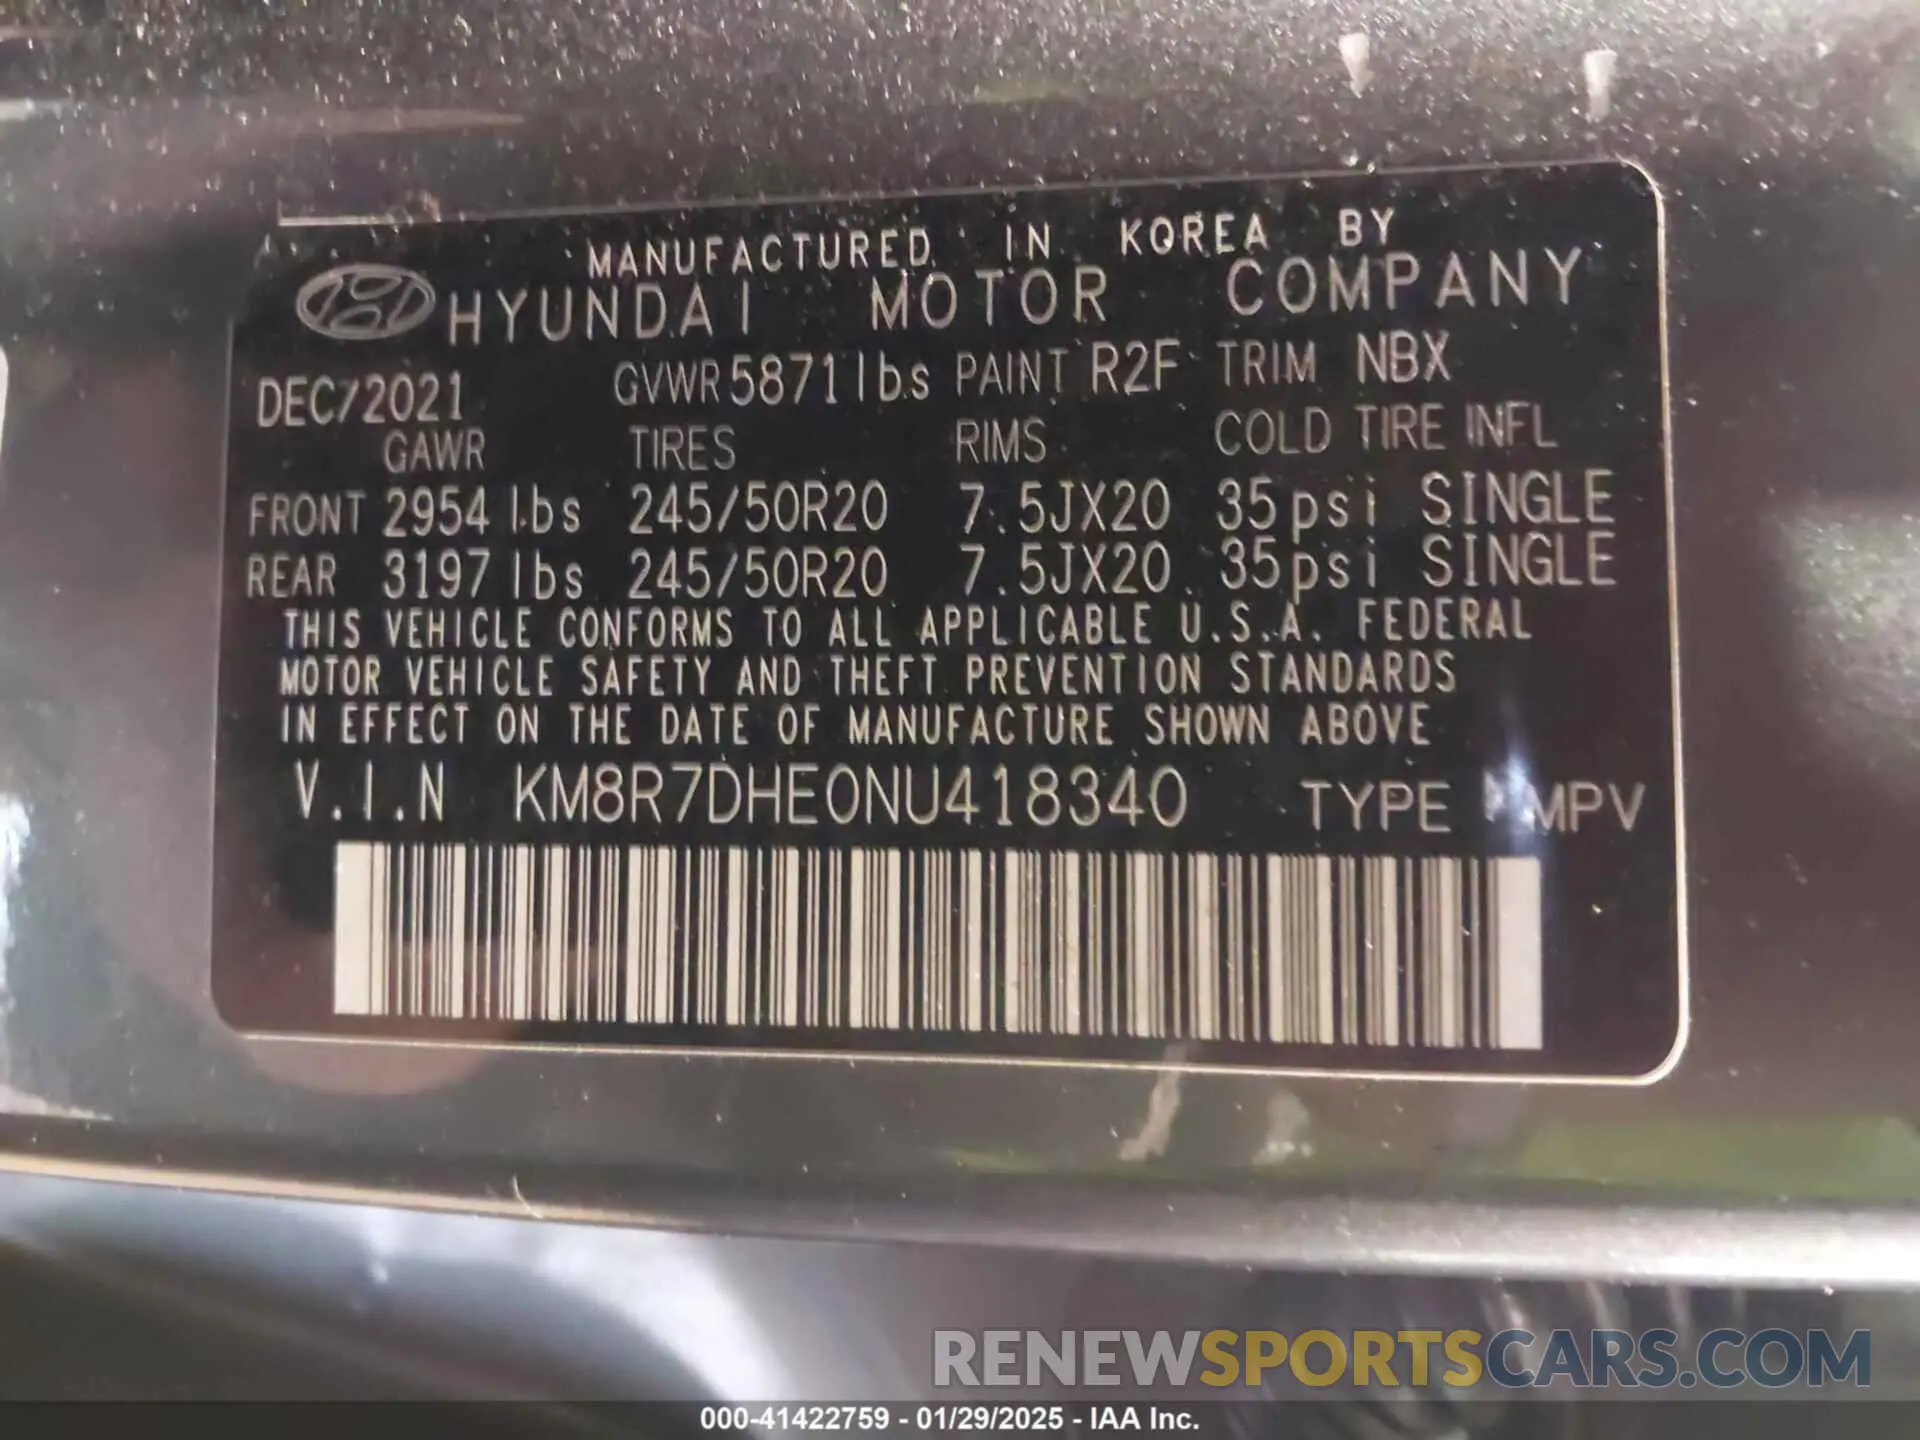 MANUFACTURED IN KOREA BY
HYUNDAI MOTOR COMPANY
DEC/2021 GVWR 5871lbs PAINT R2F TRIM NBX
GAWR TIRES RIMS COLD TIRE INFL
FRONT 2954 lbs 245/50R20 7.5JX20 35psi SINGLE
REAR 3197 lbs 245/50R20 7.5JX20 35psi SINGLE
THIS VEHICLE CONFORMS TO ALL APPLICABLE U.S.A. FEDERAL
MOTOR VEHICLE SAFETY AND THEFT PREVENTION STANDARDS
IN EFFECT ON THE DATE OF MANUFACTURE SHOWN ABOVE
V.I.N KM8R7DHE0NU418340 TYPE MPV
RENEWSPORTSCARS.COM
000-41422759 - 01/29/2025 - IAA Inc.